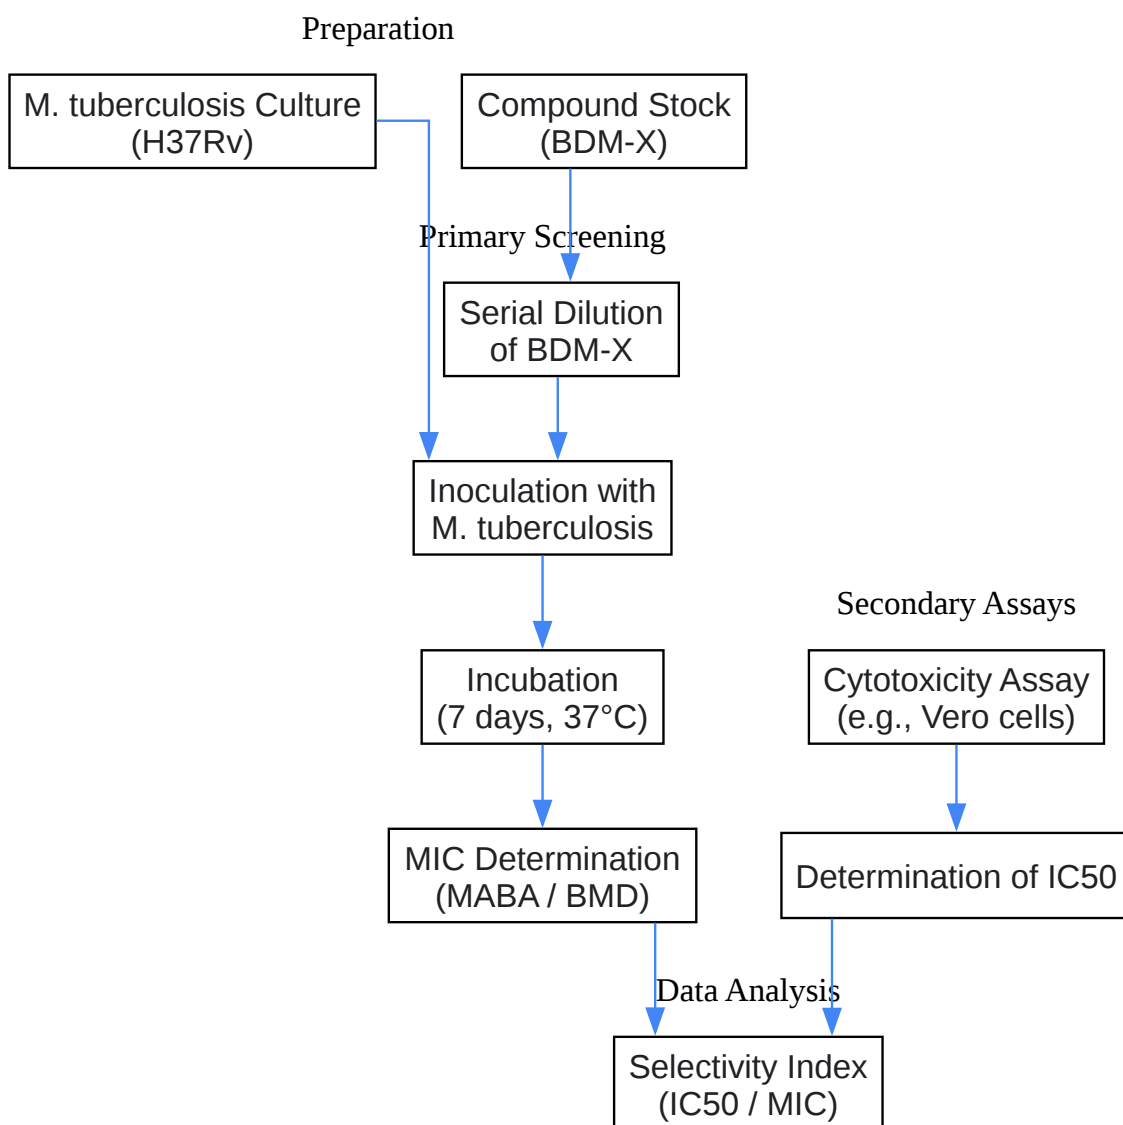 Preparation
M. tuberculosis Culture
(H37Rv)
Compound Stock
(BDM-X)
Primary Screening
Serial Dilution
of BDM-X
Inoculation with
M. tuberculosis
Incubation
(7 days, 37°C)
MIC Determination
(MABA / BMD)
Secondary Assays
Cytotoxicity Assay
(e.g., Vero cells)
Determination of IC50
Data Analysis
Selectivity Index
(IC50 / MIC)